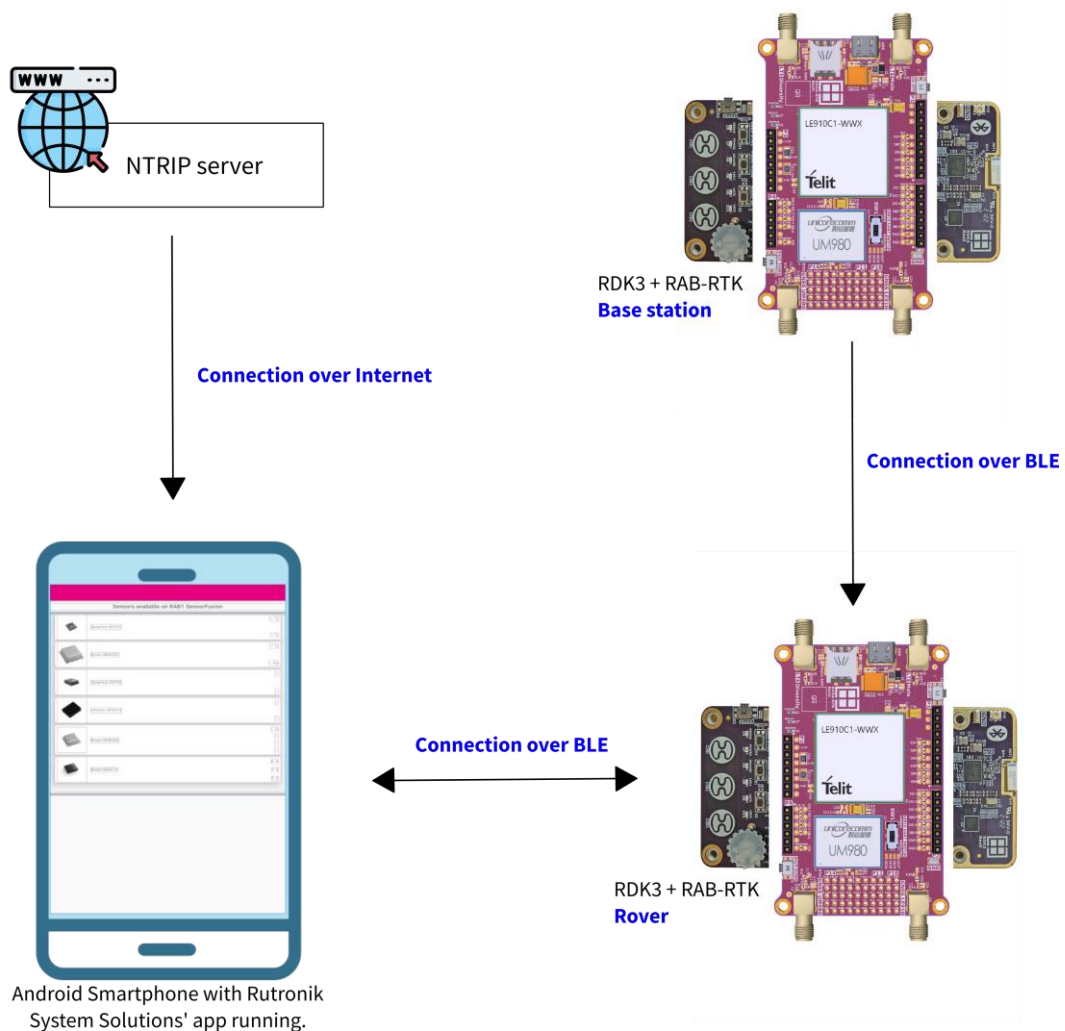 WWW
NTRIP server
LE910C1-WWX
Telit
unicorecomm
UM980
RDK3 + RAB-RTK
Base station
Connection over Internet
Connection over BLE
Sensors available on RAB1 SensorFusion
Connection over BLE
LE910C1-WWX
Telit
unicorecomm
UM980
RDK3 + RAB-RTK
Rover
Android Smartphone with Rutronik
System Solutions' app running.